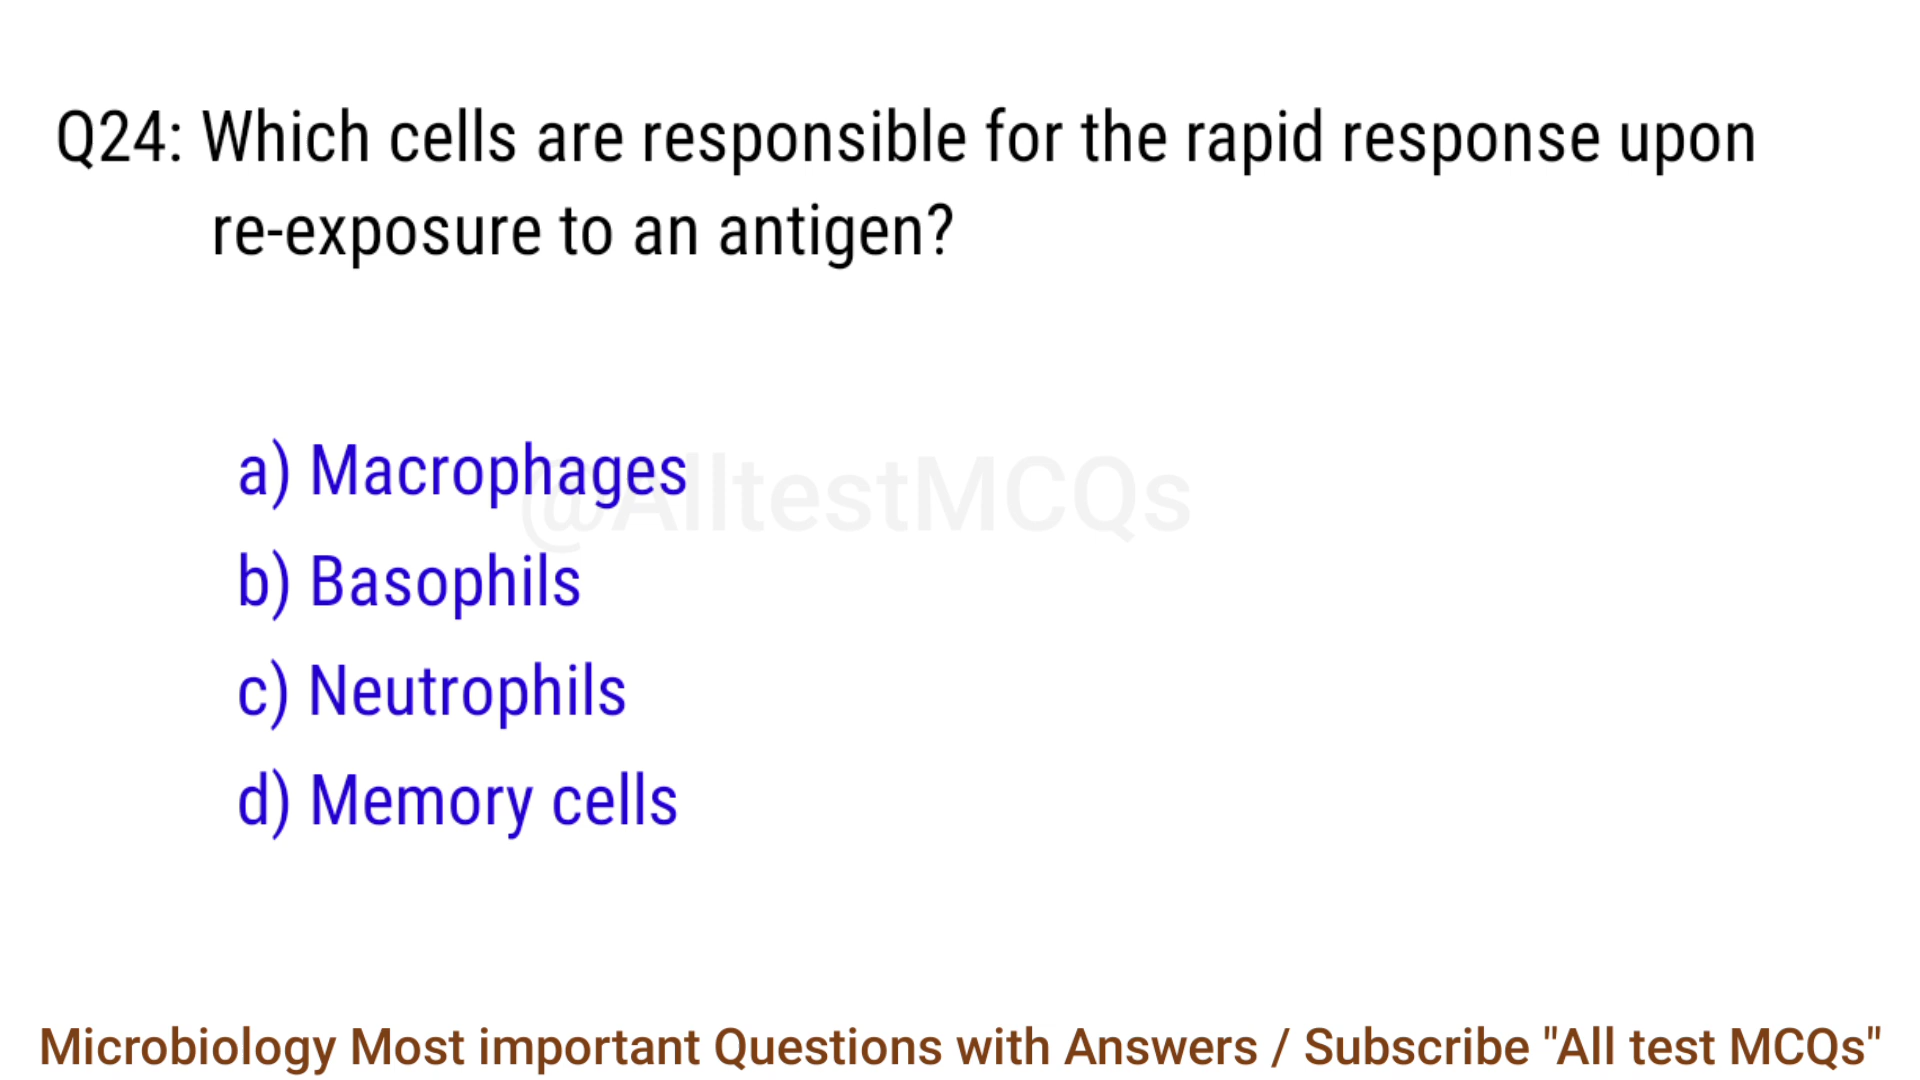 Q24: Which cells are responsible for the rapid response upon
re-exposure to an antigen?
@AlltestMCQs
a) Macrophages
b) Basophils
c) Neutrophils
d) Memory cells
Microbiology Most important Questions with Answers / Subscribe "All test MCQs"